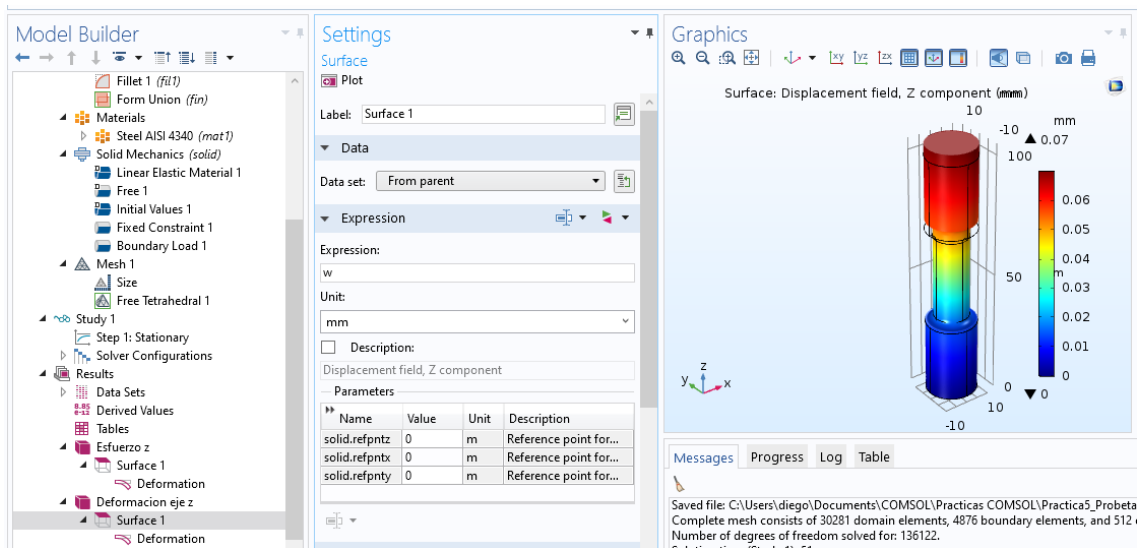 Model Builder
Fillet 1 (fil1)
Form Union (fin)
Materials
Steel AISI 4340 (mat1)
Solid Mechanics (solid)
Linear Elastic Material 1
Free 1
Initial Values 1
Fixed Constraint 1
Boundary Load 1
Mesh 1
Size
Free Tetrahedral 1
Study 1
Step 1: Stationary
Solver Configurations
Results
Data Sets
8.85
e-12
Derived Values
Tables
Esfuerzo z
Surface 1
Deformation
Deformacion eje z
Surface 1
Deformation
Settings
Surface
Plot
Label: Surface 1
Data
Data set: From parent
Expression
Expression:
w
Unit:
mm
Description:
Displacement field, Z component
Parameters
Name Value Unit Description
solid.refpntz 0 m Reference point for...
solid.refpntx 0 m Reference point for...
solid.refpnty 0 m Reference point for...
Graphics
xy yz zx
Surface: Displacement field, Z component (mm)
10
-10
100
50
m
0
10
-10
z
y x
mm
▲ 0.07
0.06
0.05
0.04
0.03
0.02
0.01
0
▼ 0
Messages Progress Log Table
Saved file: C:\Users\diego\Documents\COMSOL\Practicas COMSOL\Practica5_Probeta
Complete mesh consists of 30281 domain elements, 4876 boundary elements, and 512
Number of degrees of freedom solved for: 136122.